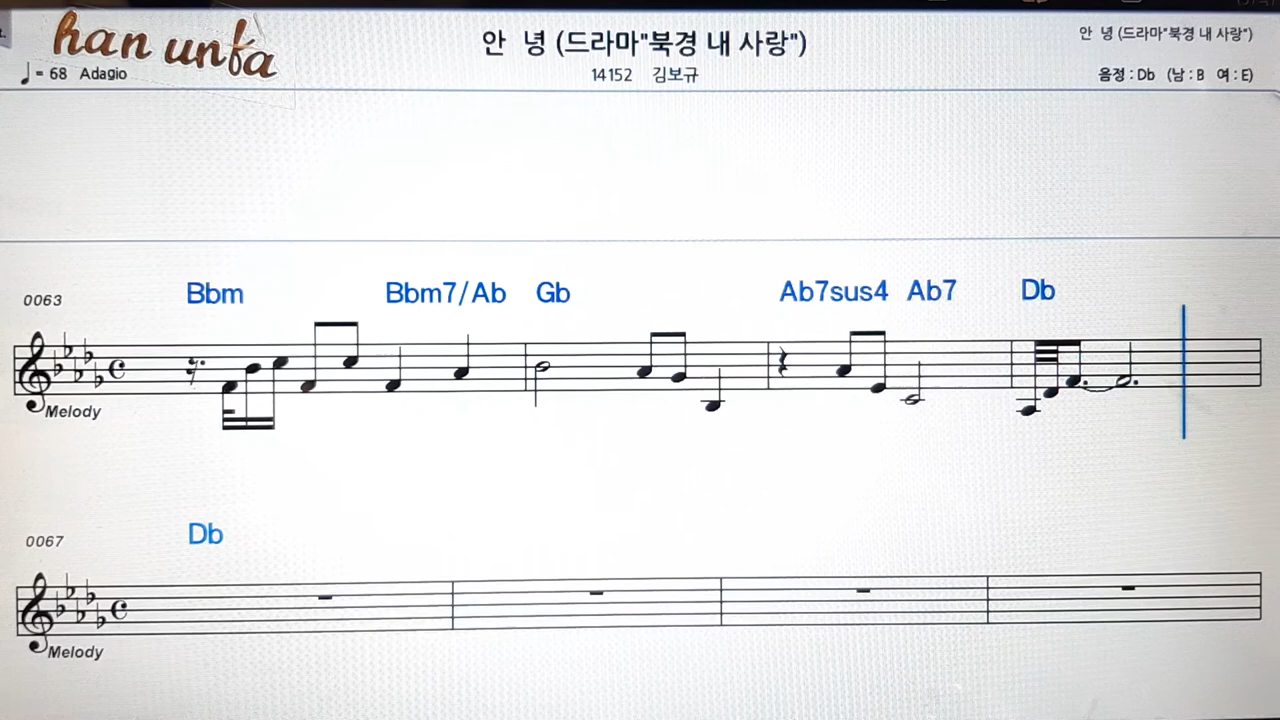 han unfa
안 녕 (드라마"북경 내 사랑")
안 녕 (드라마"북경 내 사랑")
= 68 Adagio
14152 김보규
음정 : Db (남 : B 여 : E)
0063
Bbm Bbm7/Ab Gb Ab7sus4 Ab7 Db
Melody
0067
Db
Melody